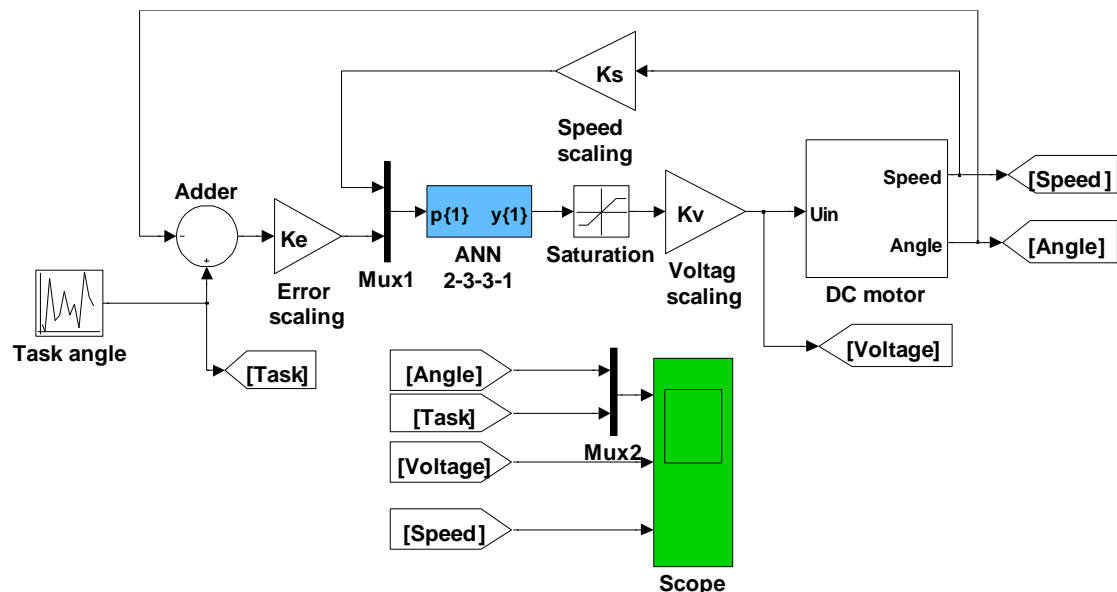 Ks
Speed
scaling
Adder
-
+
Ke
Error
scaling
Mux1
p{1} y{1}
ANN
2-3-3-1
Saturation
Kv
Voltag
scaling
Speed
Uin
Angle
DC motor
[Speed]
[Angle]
[Voltage]
Task angle
[Task]
[Angle]
[Task]
Mux2
[Voltage]
[Speed]
Scope